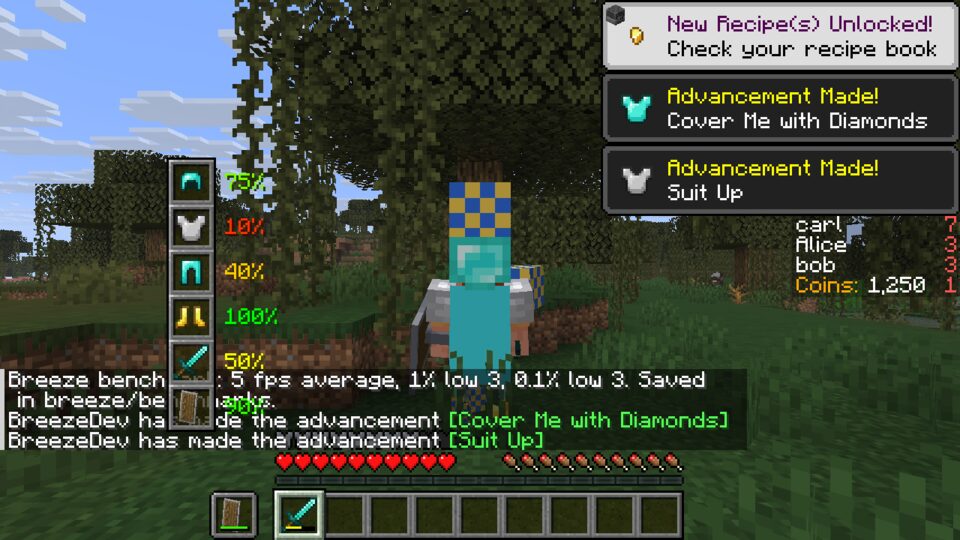 New Recipe(s) Unlocked!
Check your recipe book
Advancement Made!
Cover Me with Diamonds
Advancement Made!
Suit Up
carl 7
Alice 3
bob 3
Coins: 1,250 1
75%
10%
40%
100%
50%
90%
Breeze bench : 5 fps average, 1% low 3, 0.1% low 3. Saved
in breeze/be marks.
BreezeDev ha de the advancement [Cover Me with Diamonds]
BreezeDev has made the advancement [Suit Up]